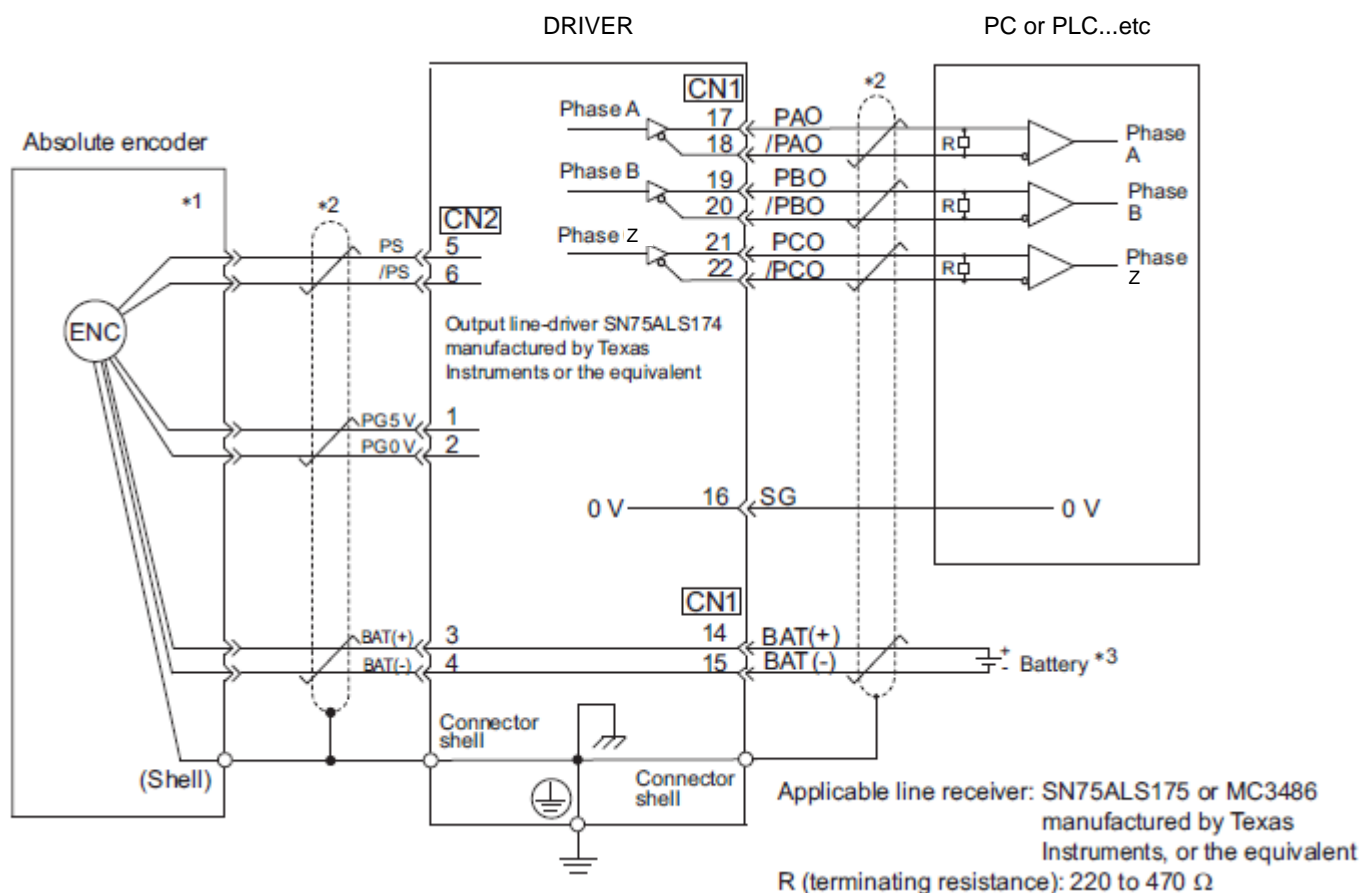 DRIVER
PC or PLC...etc
Absolute encoder
*1
*2
ENC
PS
/PS
PG5 V
PG0 V
BAT(+)
BAT(-)
(Shell)
CN2
5
6
1
2
3
4
Output line-driver SN75ALS174
manufactured by Texas
Instruments or the equivalent
Connector
shell
Phase A
Phase B
Phase Z
0 V
CN1
17
18
19
20
21
22
16
CN1
14
15
Connector
shell
PAO
/PAO
PBO
/PBO
PCO
/PCO
SG
BAT(+)
BAT (-)
*2
R
R
R
Phase
A
Phase
B
Phase
Z
0 V
+
-
Battery *3
Applicable line receiver: SN75ALS175 or MC3486
manufactured by Texas
Instruments, or the equivalent
R (terminating resistance): 220 to 470 Ω